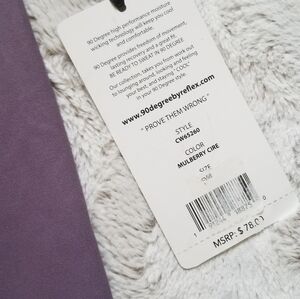 90 Degree high performance moisture
wicking technology will keep you cool
and comfortable.
90 Degree provides freedom of movement,
lasting recovery and a great fit.
BE READY TO SWEAT IN 90 DEGREE
Our collection, takes you from work out
to lounging around, looking and feeling
your best, and staying "COOL"
in your 90 Degree style.
www.90degreebyreflex.com
" PROVE THEM WRONG "
STYLE
CW65260
COLOR
MULBERRY CIRE
MSRP: $ 78.00